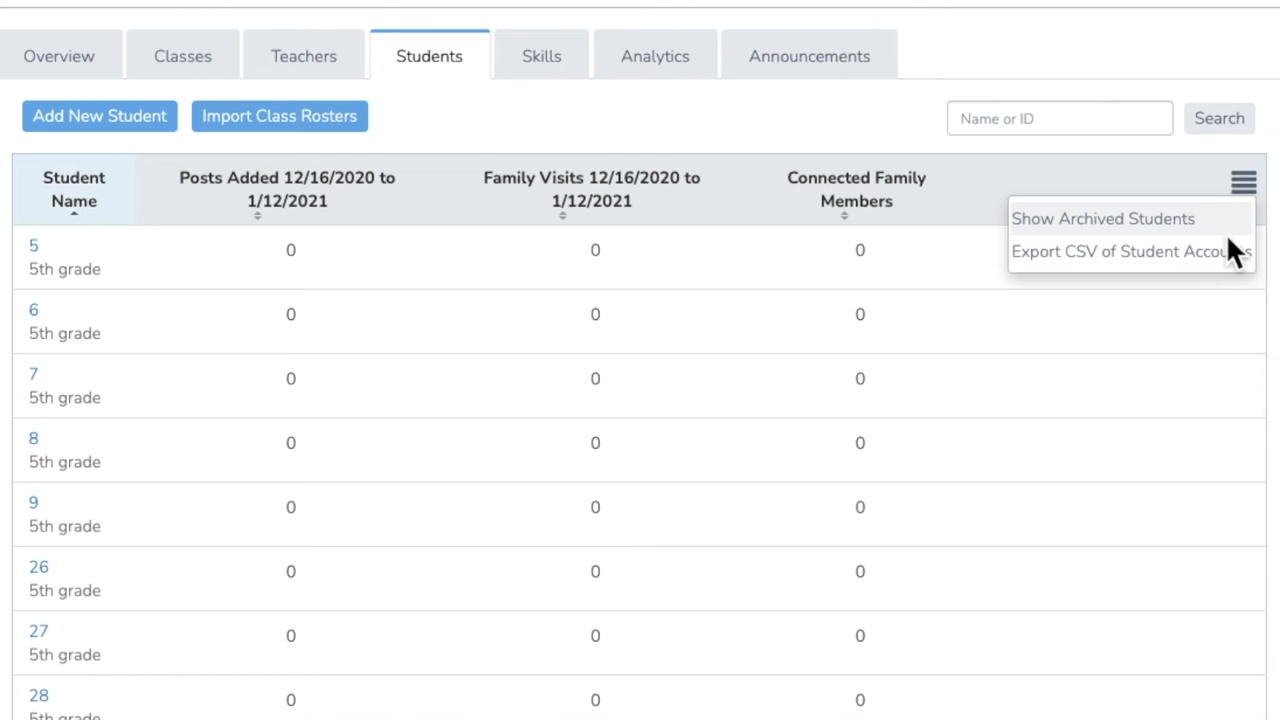 Overview Classes Teachers Students Skills Analytics Announcements
Add New Student Import Class Rosters Name or ID Search
Student Name Posts Added 12/16/2020 to 1/12/2021 Family Visits 12/16/2020 to 1/12/2021 Connected Family Members
Show Archived Students
Export CSV of Student
5 0 0 0
5th grade
6 0 0 0
5th grade
7 0 0 0
5th grade
8 0 0 0
5th grade
9 0 0 0
5th grade
26 0 0 0
5th grade
27 0 0 0
5th grade
28 0 0 0
5th grade